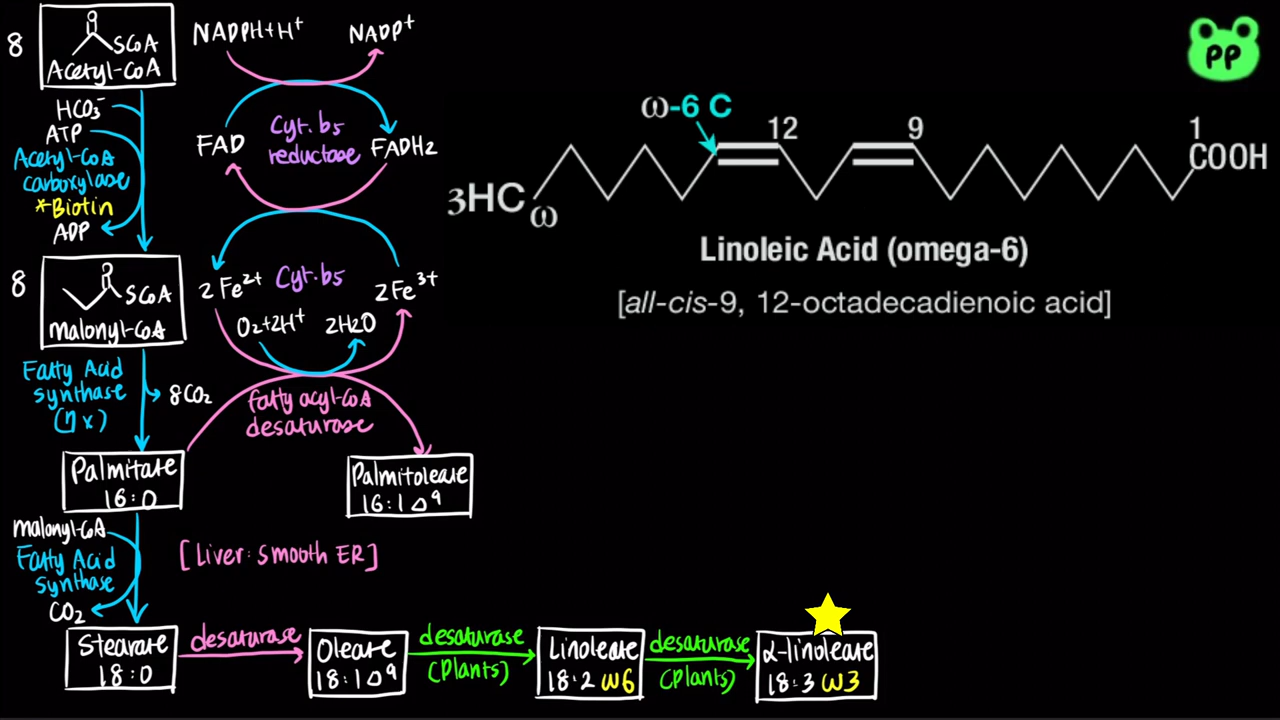 8
SCoA
Acetyl-CoA
HCO3⁻
ATP
Acetyl-CoA
carboxylase
*Biotin
ADP
8
SCoA
malonyl-CoA
Fatty Acid
synthase
(7x)
8CO2
Palmitate
16:0
malonyl-CoA
Fatty Acid
synthase
CO2
Stearate
18:0
NADPH+H⁺
NADP⁺
FAD
Cyt. b5
reductase
FADH2
2Fe²⁺
Cyt. b5
2Fe³⁺
O2+2H⁺
2H2O
fatty acyl-CoA
desaturase
Palmitoleate
16:1 Δ⁹
[Liver: Smooth ER]
desaturase
Oleate
18:1 Δ⁹
desaturase
(Plants)
Linoleate
18:2 ω6
desaturase
(Plants)
α-linoleate
18:3 ω3
PP
ω-6 C
12
9
1
COOH
3HC
ω
Linoleic Acid (omega-6)
[all-cis-9, 12-octadecadienoic acid]